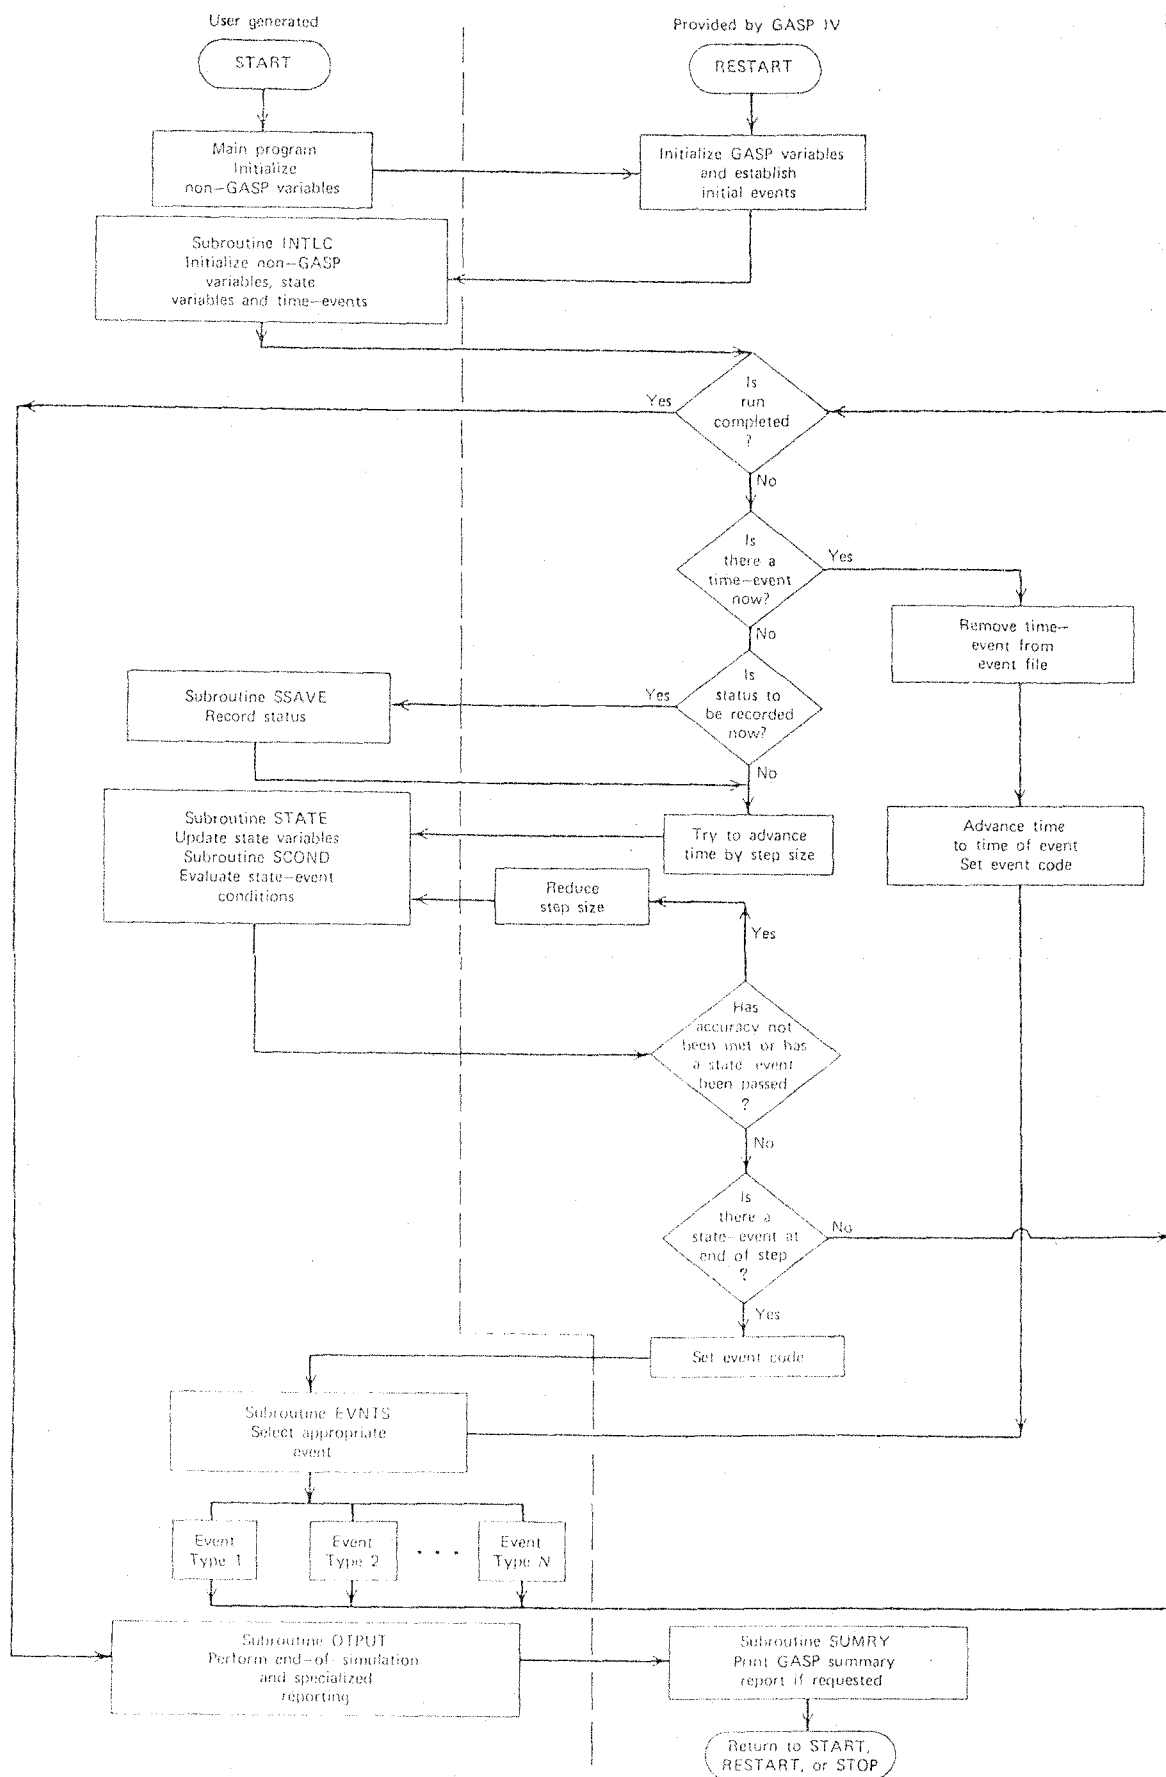 User generated
Provided by GASP IV
START
RESTART
Main program
Initialize
non-GASP variables
Initialize GASP variables
and establish
initial events
Subroutine INTLC
Initialize non-GASP
variables, state
variables and time-events
Is
run
completed
?
Yes
No
Is
there a
time-event
now?
Yes
No
Remove time-
event from
event file
Is
status to
be recorded
now?
Yes
No
Subroutine SSAVE
Record status
Subroutine STATE
Update state variables
Subroutine SCOND
Evaluate state-event
conditions
Try to advance
time by step size
Advance time
to time of event
Set event code
Reduce
step size
Yes
Has
accuracy not
been met or has
a state event
been passed
?
No
Is
there a
state-event at
end of step
?
No
Yes
Set event code
Subroutine EVNTS
Select appropriate
event
Event
Type 1
Event
Type 2
. . .
Event
Type N
Subroutine OTPUT
Perform end-of-simulation
and specialized
reporting
Subroutine SUMRY
Print GASP summary
report if requested
Return to START,
RESTART, or STOP